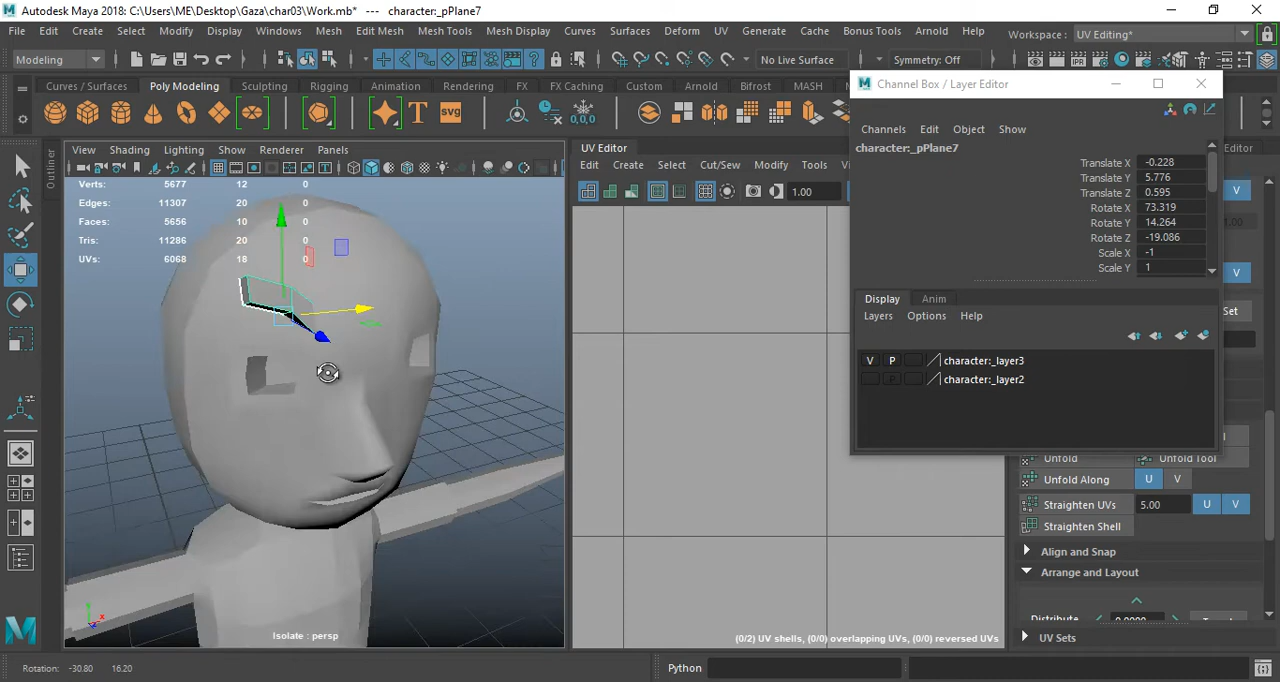 Autodesk Maya 2018: C:\Users\ME\Desktop\Gaza\char03\Work.mb* --- character:_pPlane7
File Edit Create Select Modify Display Windows Mesh Edit Mesh Mesh Tools Mesh Display Curves Surfaces Deform UV Generate Cache Bonus Tools Arnold Help Workspace : UV Editing*
Modeling No Live Surface Symmetry: Off
Curves / Surfaces Poly Modeling Sculpting Rigging Animation Rendering FX FX Caching Custom Arnold Bifrost MASH
Channel Box / Layer Editor
Channels Edit Object Show
character:_pPlane7
Translate X -0.228
Translate Y 5.776
Translate Z 0.595
Rotate X 73.319
Rotate Y 14.264
Rotate Z -19.086
Scale X -1
Scale Y 1
Display Anim
Layers Options Help
V P character:_layer3
P character:_layer2
Outliner
View Shading Lighting Show Renderer Panels
Verts: 5677 12 0
Edges: 11307 20 0
Faces: 5656 10 0
Tris: 11286 20 0
UVs: 6068 18 0
Isolate : persp
UV Editor
Edit Create Select Cut/Sew Modify Tools
1.00
(0/2) UV shells, (0/0) overlapping UVs, (0/0) reversed UVs
V
V
Set
Unfold Unfold Tool
Unfold Along U V
Straighten UVs 5.00 U V
Straighten Shell
Align and Snap
Arrange and Layout
UV Sets
Rotation: -30.80 16.20
Python